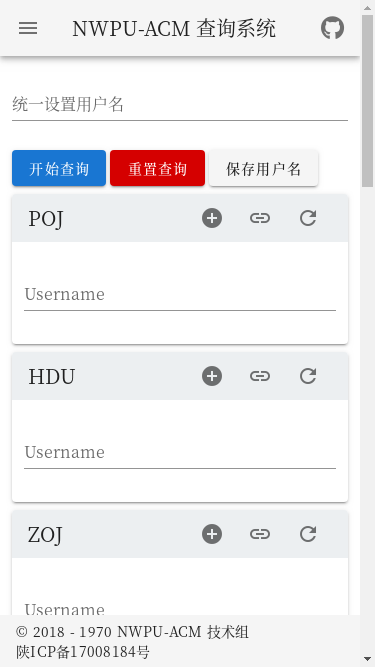 NWPU-ACM 查询系统
统一设置用户名
开始查询 重置查询 保存用户名
POJ
Username
HDU
Username
ZOJ
Username
© 2018 - 1970 NWPU-ACM 技术组
陕ICP备17008184号